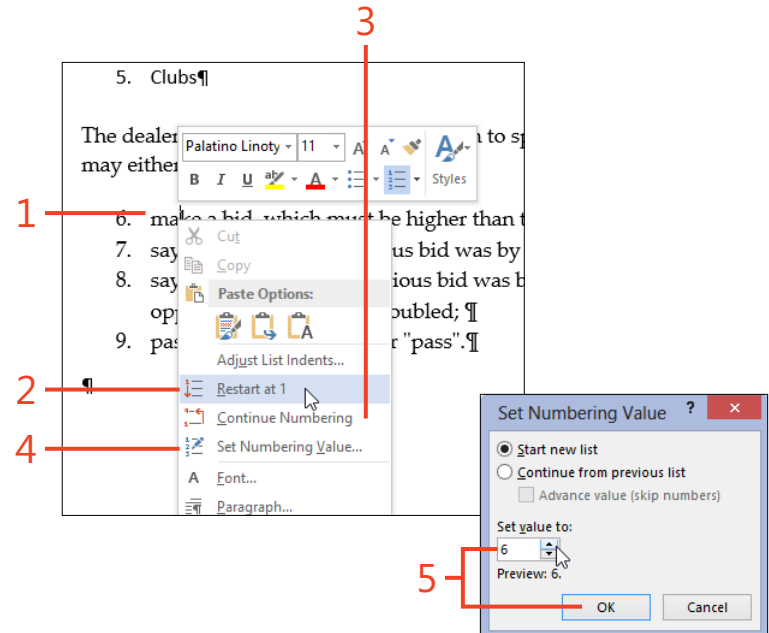 3
5. Clubs¶
The dealer
n to sp
may either
Palatino Linoty 11 A A
B I U aby A Styles
1
6. make a bid, which must be higher than t
7. say
us bid was by
8. say
ious bid was b
opp
oubled; ¶
9. pas
r "pass".¶
¶
Cut
Copy
Paste Options:
A
Adjust List Indents...
2
Restart at 1
Continue Numbering
4
Set Numbering Value...
A Font...
Paragraph...
Set Numbering Value ? ×
Start new list
Continue from previous list
Advance value (skip numbers)
Set value to:
6
Preview: 6.
5
OK Cancel